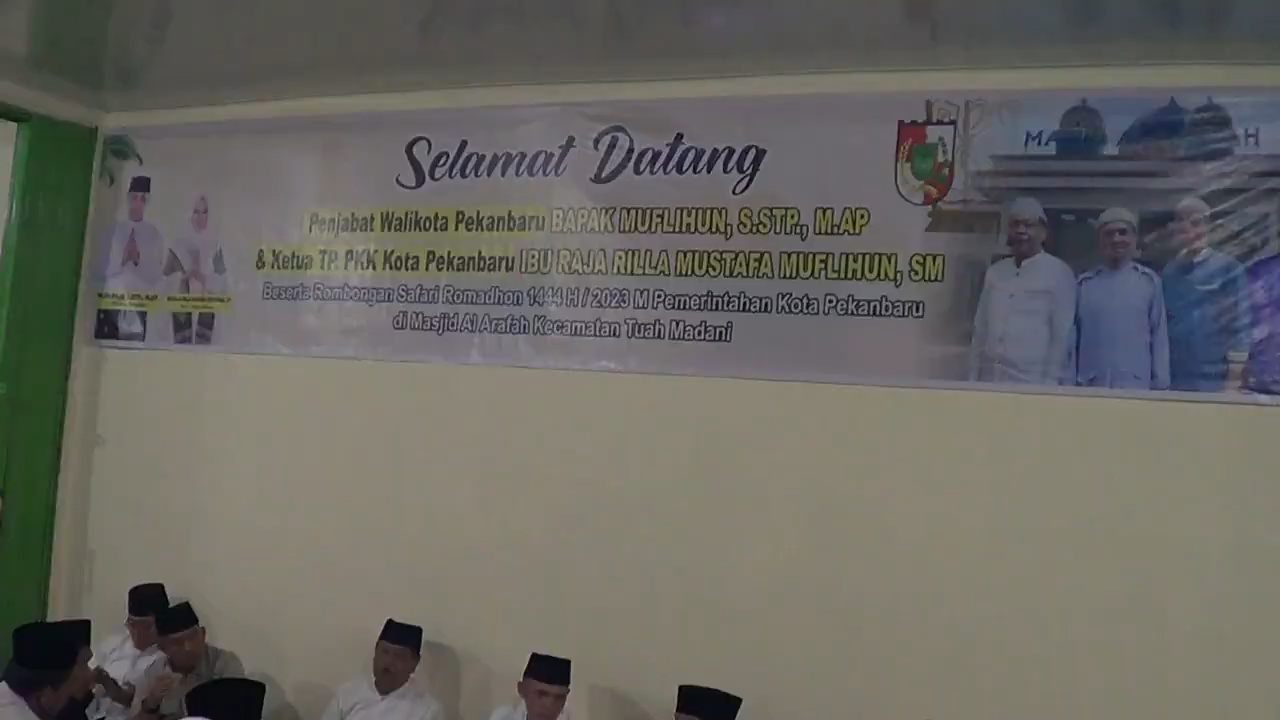 Selamat Datang
Penjabat Walikota Pekanbaru BAPAK MUFLIHUN, S.STP., M.AP
& Ketua TP. PKK Kota Pekanbaru IBU RAJA RILLA MUSTAFA MUFLIHUN, SM
Beserta Rombongan Safari Romadhon 1444 H / 2023 M Pemerintahan Kota Pekanbaru
di Masjid Al Arafah Kecamatan Tuah Madani